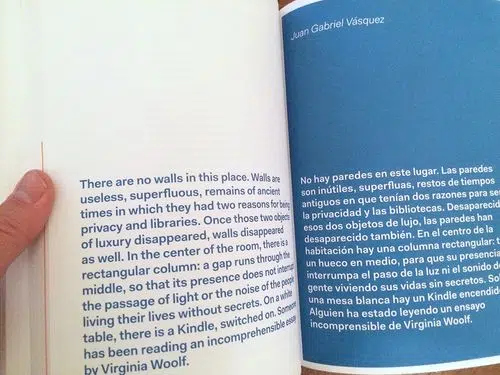 There are no walls in this place. Walls are
useless, superfluous, remains of ancient
times in which they had two reasons for being:
privacy and libraries. Once those two objects
of luxury disappeared, walls disappeared
as well. In the center of the room, there is a
rectangular column: a gap runs through the
middle, so that its presence does not interrupt
the passage of light or the noise of the people
living their lives without secrets. On a white
table, there is a Kindle, switched on. Someone
has been reading an incomprehensible essay
by Virginia Woolf.
Juan Gabriel Vásquez
No hay paredes en este lugar. Las paredes
son inútiles, superfluas, restos de tiempos
antiguos en que tenían dos razones para ser:
la privacidad y las bibliotecas.
esos dos objetos de lujo, las paredes han
desaparecido también. En el centro de la
habitación hay una columna rectangular:
un hueco en medio, para que su presencia
interrumpa el paso de la luz ni el sonido de
gente viviendo sus vidas sin secretos.
una mesa blanca hay un Kindle encendido.
Alguien ha estado leyendo un ensayo
incomprensible de Virginia Woolf.